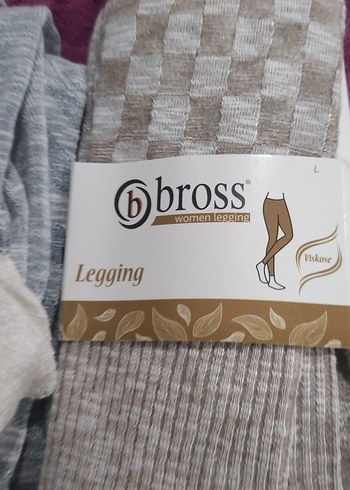 L
b bross®
women legging
Legging
Viskose